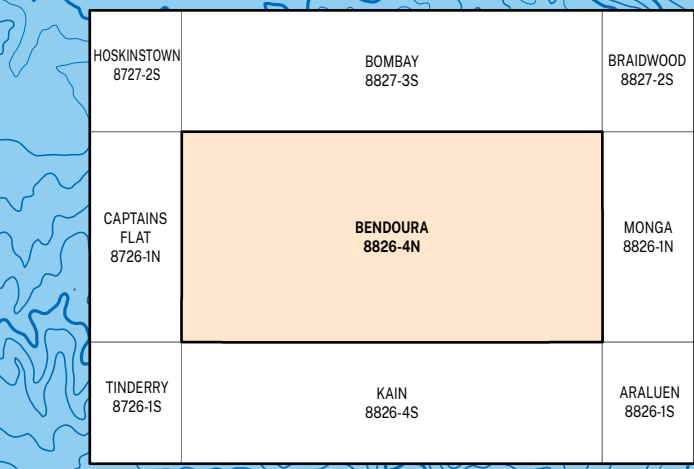 HOSKINSTOWN
8727-2S
BOMBAY
8827-3S
BRAIDWOOD
8827-2S
CAPTAINS
FLAT
8726-1N
BENDOURA
8826-4N
MONGA
8826-1N
TINDERRY
8726-1S
KAIN
8826-4S
ARALUEN
8826-1S